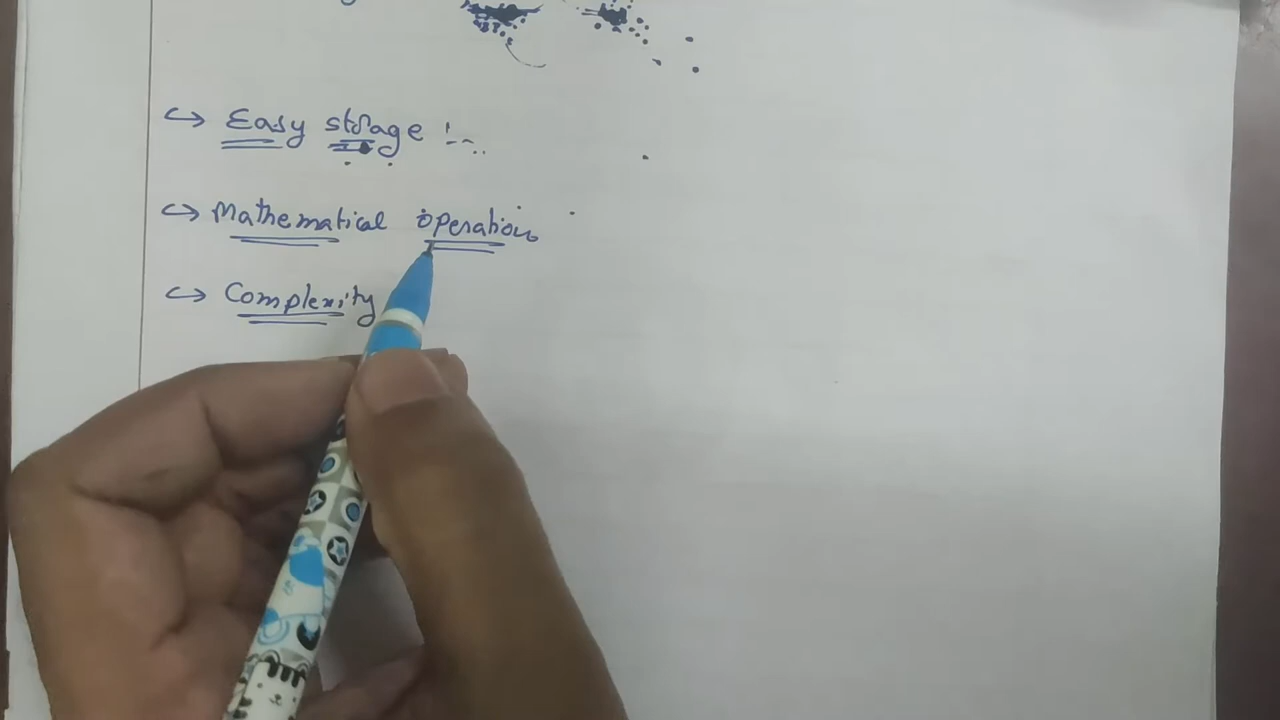 ↪ Easy storage :-
↪ Mathematical operations
↪ Complexity